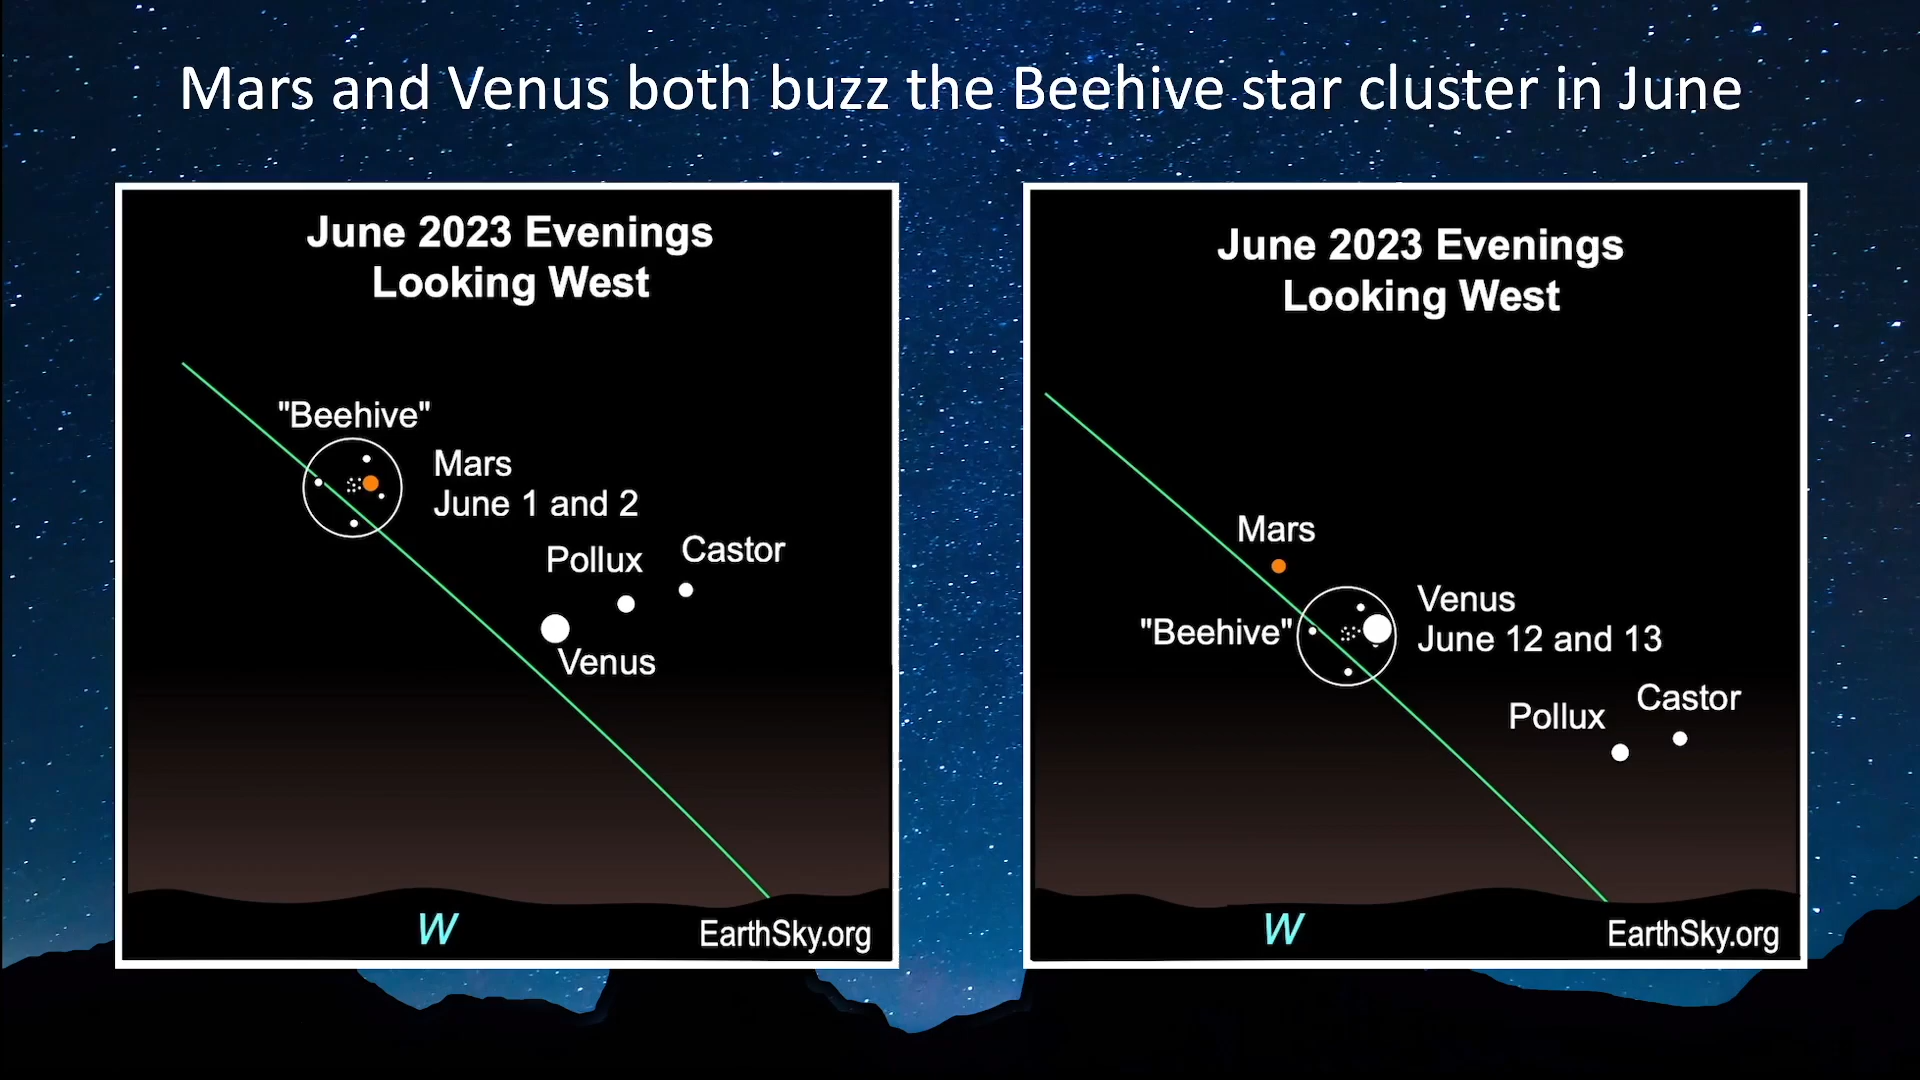 Mars and Venus both buzz the Beehive star cluster in June
June 2023 Evenings
Looking West
"Beehive"
Mars
June 1 and 2
Pollux
Castor
Venus
W
EarthSky.org
June 2023 Evenings
Looking West
Mars
"Beehive"
Venus
June 12 and 13
Pollux
Castor
W
EarthSky.org